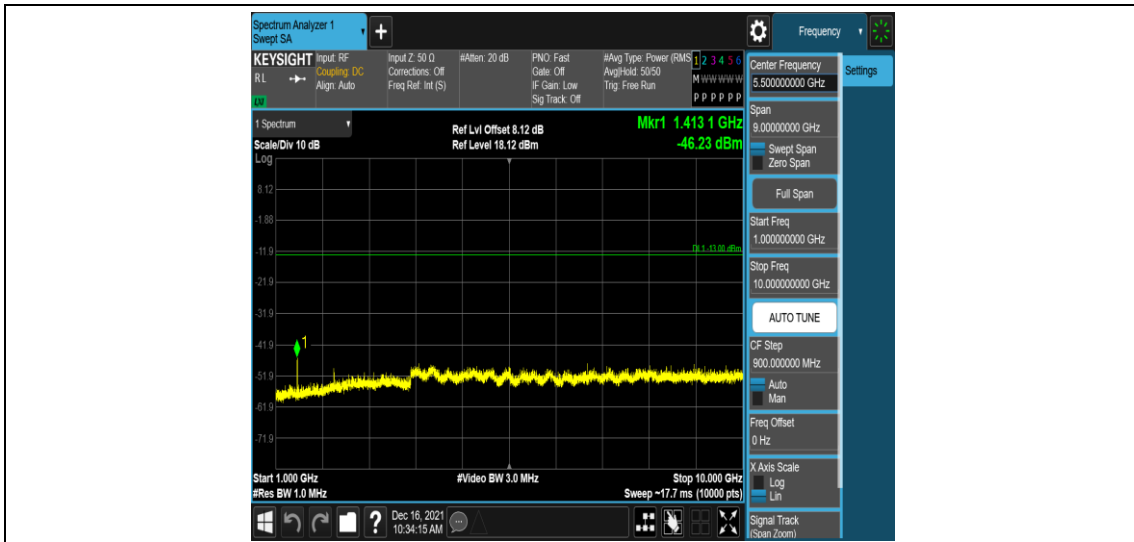 Spectrum Analyzer 1
Swept SA
+
Frequency
KEYSIGHT
RL
LXI
Input: RF
Coupling: DC
Align: Auto
Input Z: 50 Ω
Corrections: Off
Freq Ref: Int (S)
#Atten: 20 dB
PNO: Fast
Gate: Off
IF Gain: Low
Sig Track: Off
#Avg Type: Power (RMS
Avg|Hold: 50/50
Trig: Free Run
1 2 3 4 5 6
M W W W W W
P P P P P P
1 Spectrum
Scale/Div 10 dB
Log
Ref Lvl Offset 8.12 dB
Ref Level 18.12 dBm
Mkr1 1.413 1 GHz
-46.23 dBm
8.12
-1.88
-11.9
DL1 -13.00 dBm
-21.9
-31.9
-41.9
1
-51.9
-61.9
-71.9
Start 1.000 GHz
#Res BW 1.0 MHz
#Video BW 3.0 MHz
Stop 10.000 GHz
Sweep ~17.7 ms (10000 pts)
Center Frequency
5.500000000 GHz
Settings
Span
9.00000000 GHz
Swept Span
Zero Span
Full Span
Start Freq
1.000000000 GHz
Stop Freq
10.000000000 GHz
AUTO TUNE
CF Step
900.000000 MHz
Auto
Man
Freq Offset
0 Hz
X Axis Scale
Log
Lin
Signal Track
(Span Zoom)
?
Dec 16, 2021
10:34:15 AM